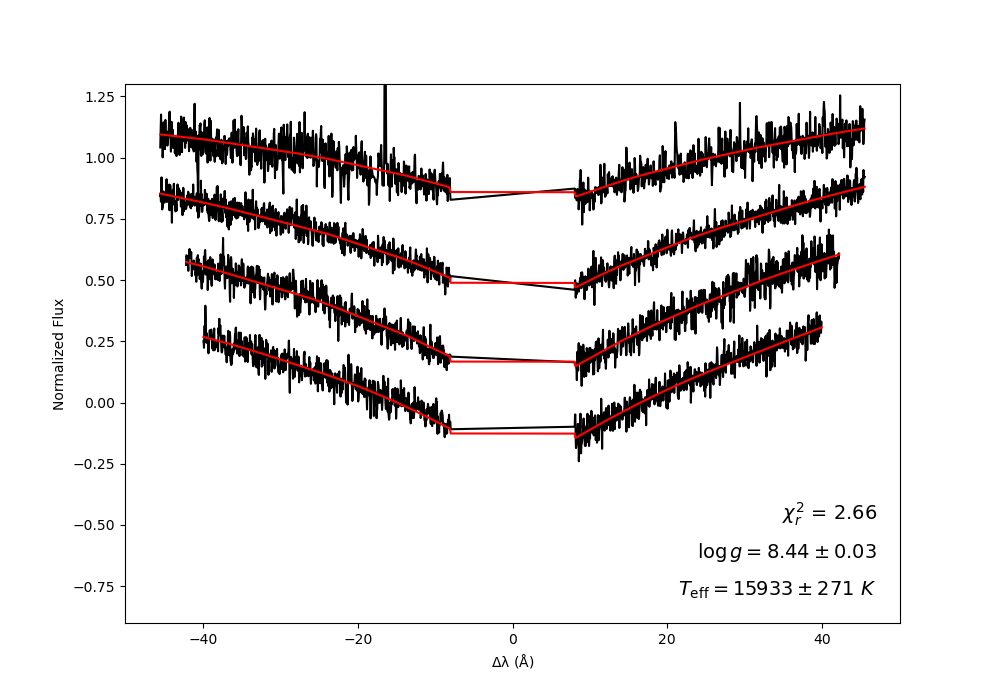 1.25
1.00
0.75
0.50
0.25
0.00
−0.25
−0.50
−0.75
Normalized Flux
χ²ᵣ = 2.66
log g = 8.44 ± 0.03
T_eff = 15933 ± 271 K
−40 −20 0 20 40
Δλ (Å)